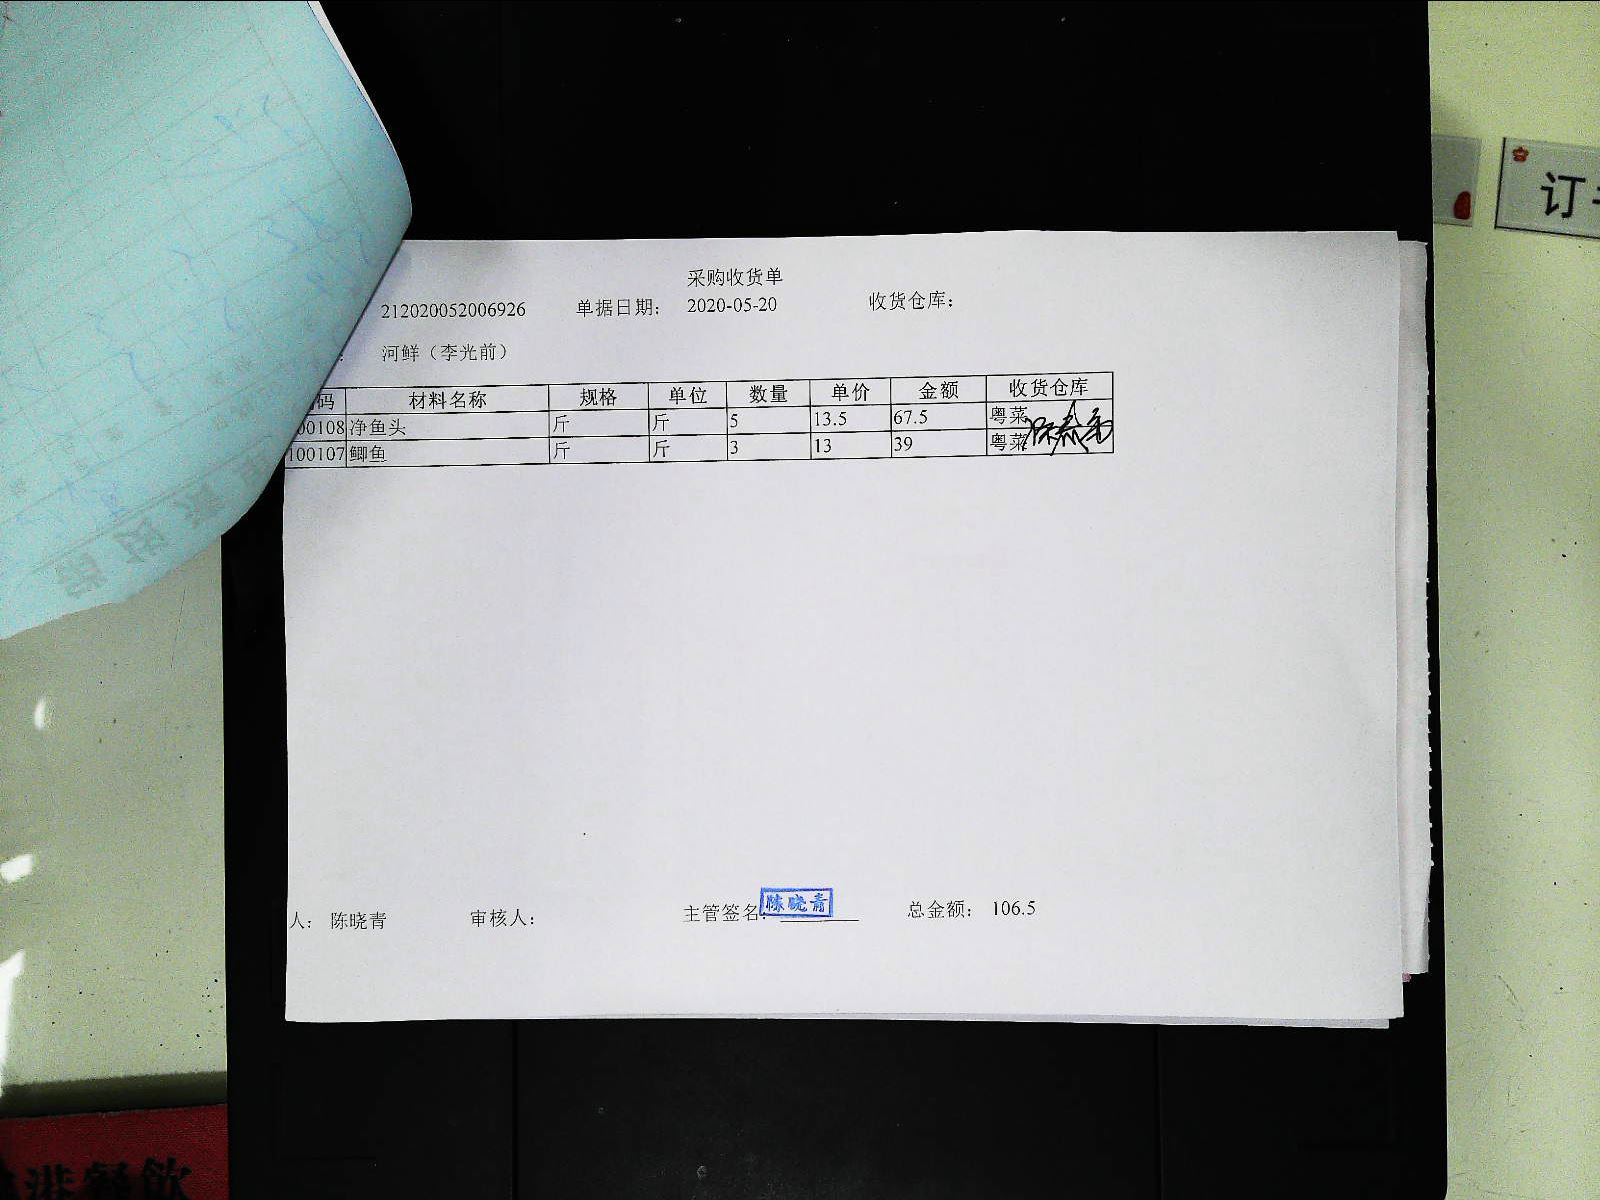 采购收货单
212020052006926 单据日期： 2020-05-20 收货仓库：
： 河鲜（李光前）
码 材料名称 规格 单位 数量 单价 金额 收货仓库
00108 净鱼头 斤 斤 5 13.5 67.5 粤菜
100107 鲫鱼 斤 斤 3 13 39 粤菜
人： 陈晓青 审核人： 主管签名： 陈晓青 总金额： 106.5
订
港餐飲